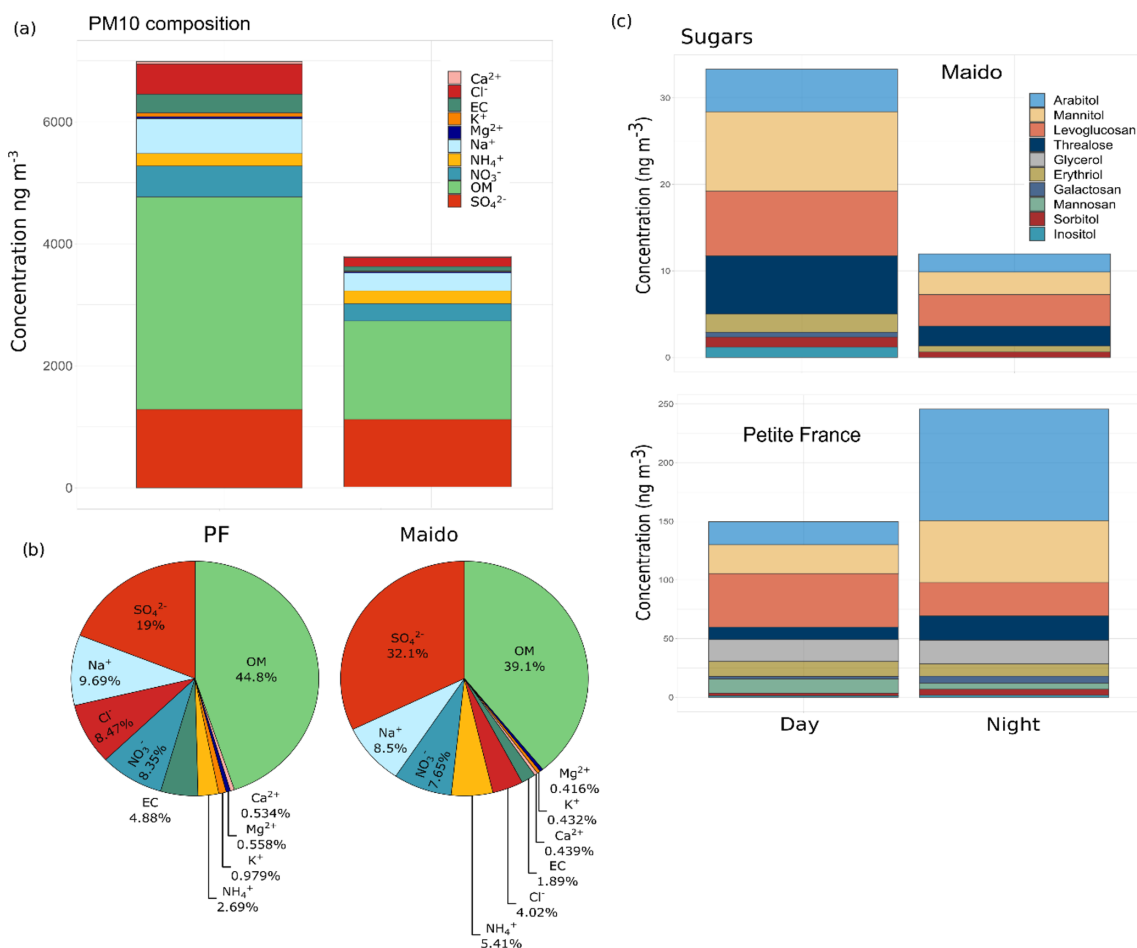 (a)
PM10 composition
Concentration ng m⁻³
6000
4000
2000
0
Ca²⁺
Cl⁻
EC
K⁺
Mg²⁺
Na⁺
NH₄⁺
NO₃⁻
OM
SO₄²⁻
(b)
PF
SO₄²⁻
19%
OM
44.8%
Na⁺
9.69%
Cl⁻
8.47%
NO₃⁻
8.35%
EC
4.88%
Ca²⁺
0.534%
Mg²⁺
0.558%
K⁺
0.979%
NH₄⁺
2.69%
Maido
SO₄²⁻
32.1%
OM
39.1%
Na⁺
8.5%
NO₃⁻
7.65%
Mg²⁺
0.416%
K⁺
0.432%
Ca²⁺
0.439%
EC
1.89%
Cl⁻
4.02%
NH₄⁺
5.41%
(c)
Sugars
Maido
Concentration (ng m⁻³)
30
20
10
0
Arabitol
Mannitol
Levoglucosan
Threalose
Glycerol
Erythriol
Galactosan
Mannosan
Sorbitol
Inositol
Petite France
Concentration (ng m⁻³)
250
200
150
100
50
0
Day
Night